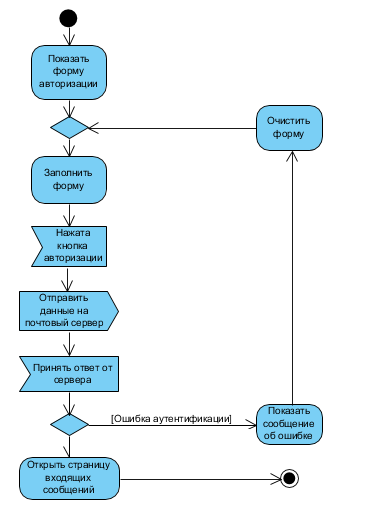 Показать
форму
авторизации
Очистить
форму
Заполнить
форму
Нажата
кнопка
авторизации
Отправить
данные на
почтовый сервер
Принять ответ от
сервера
[Ошибка аутентификации]
Показать
сообщение
об ошибке
Открыть страницу
входящих
сообщений